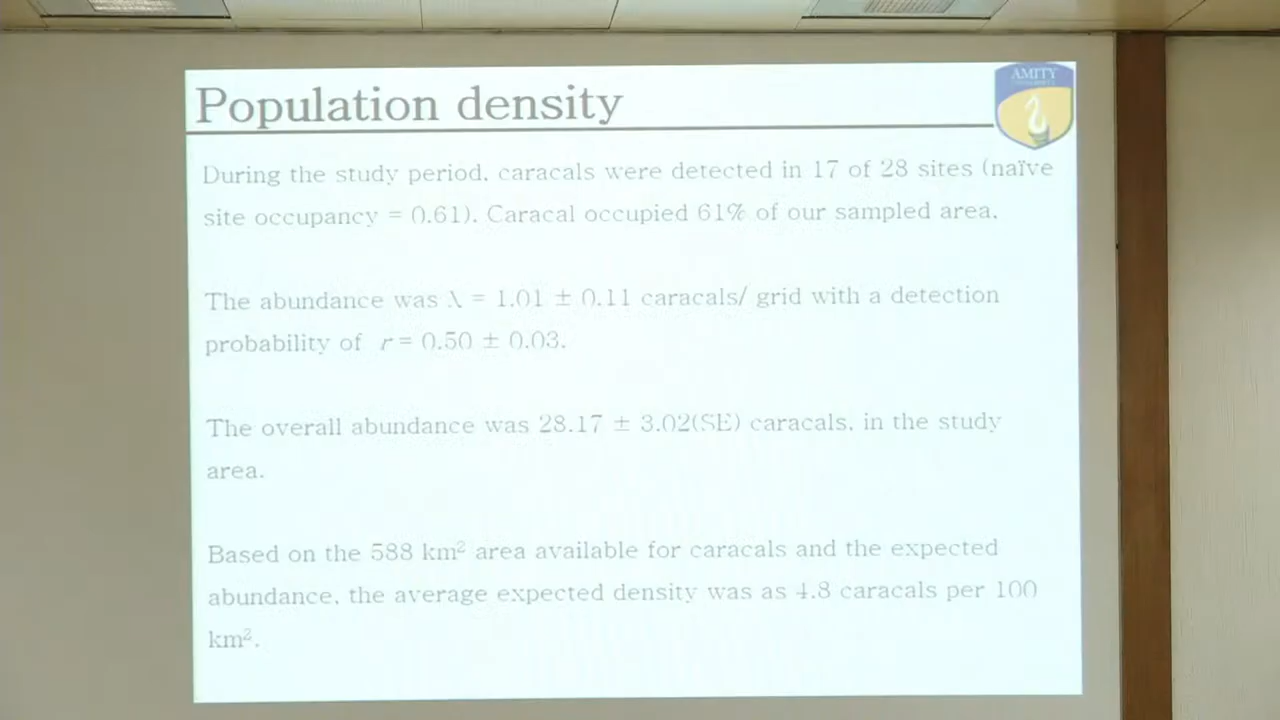 Population density
AMITY
During the study period, caracals were detected in 17 of 28 sites (naïve
site occupancy = 0.61). Caracal occupied 61% of our sampled area.
The abundance was λ = 1.01 ± 0.11 caracals/ grid with a detection
probability of r = 0.50 ± 0.03.
The overall abundance was 28.17 ± 3.02(SE) caracals, in the study
area.
Based on the 588 km² area available for caracals and the expected
abundance, the average expected density was as 4.8 caracals per 100
km².